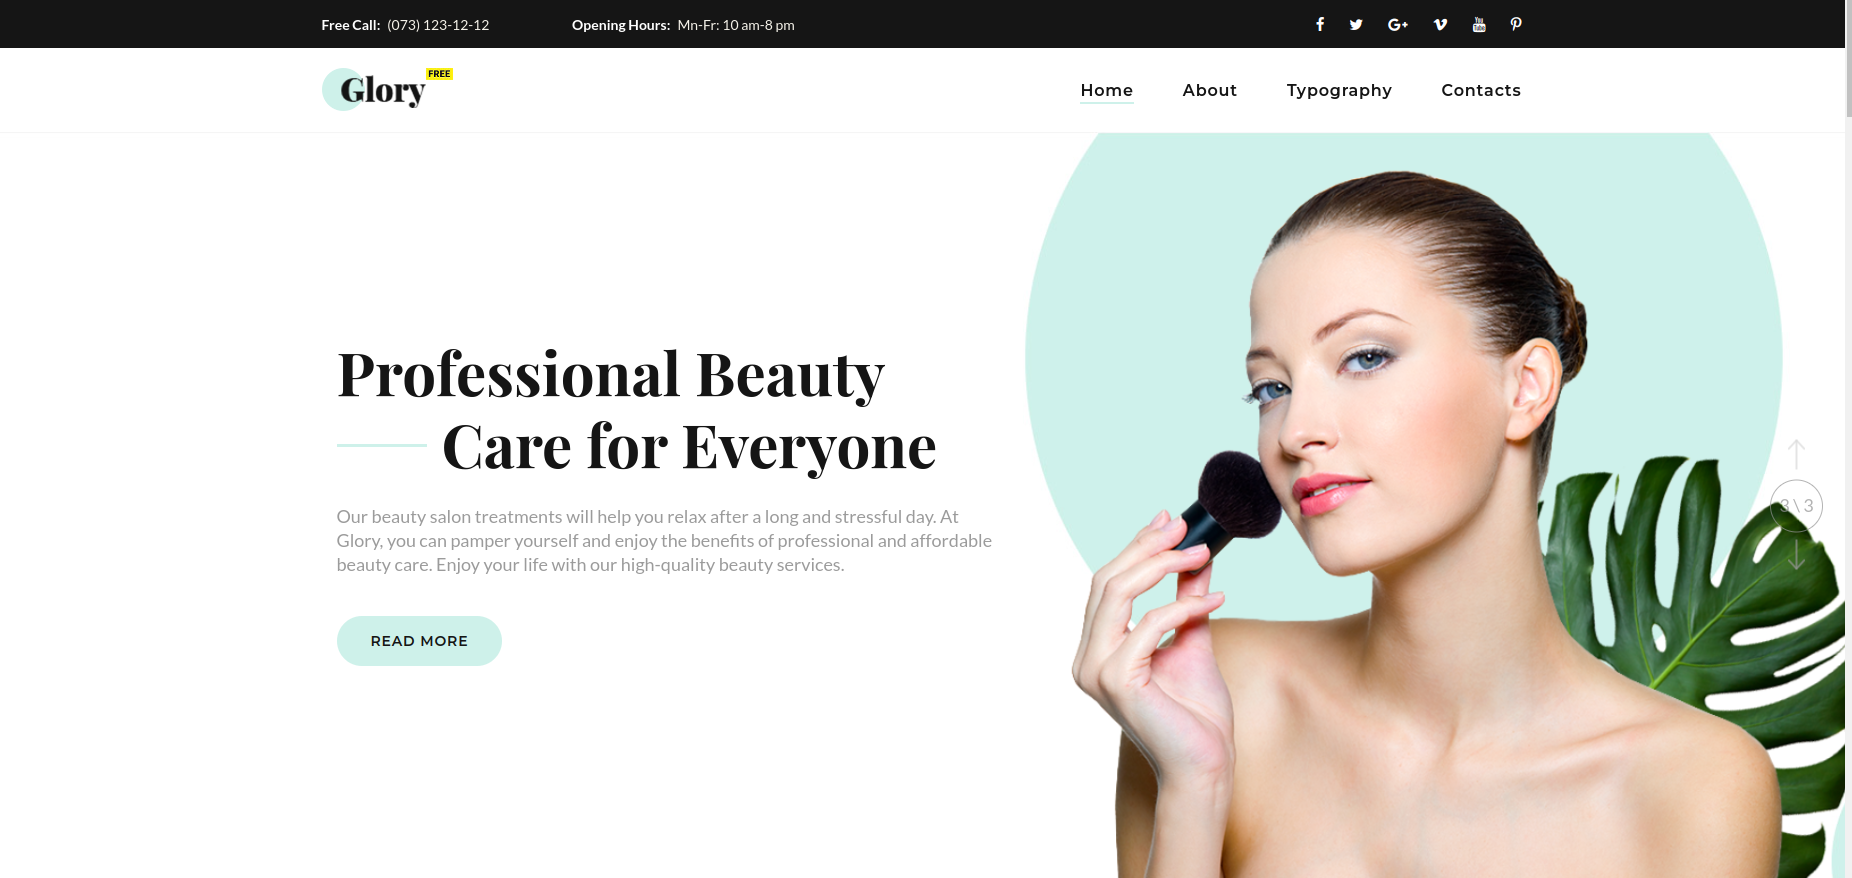 Free Call: (073) 123-12-12 Opening Hours: Mn-Fr: 10 am-8 pm
You Tube
Glory FREE
Home About Typography Contacts
Professional Beauty
Care for Everyone
Our beauty salon treatments will help you relax after a long and stressful day. At
Glory, you can pamper yourself and enjoy the benefits of professional and affordable
beauty care. Enjoy your life with our high-quality beauty services.
READ MORE
3 \ 3